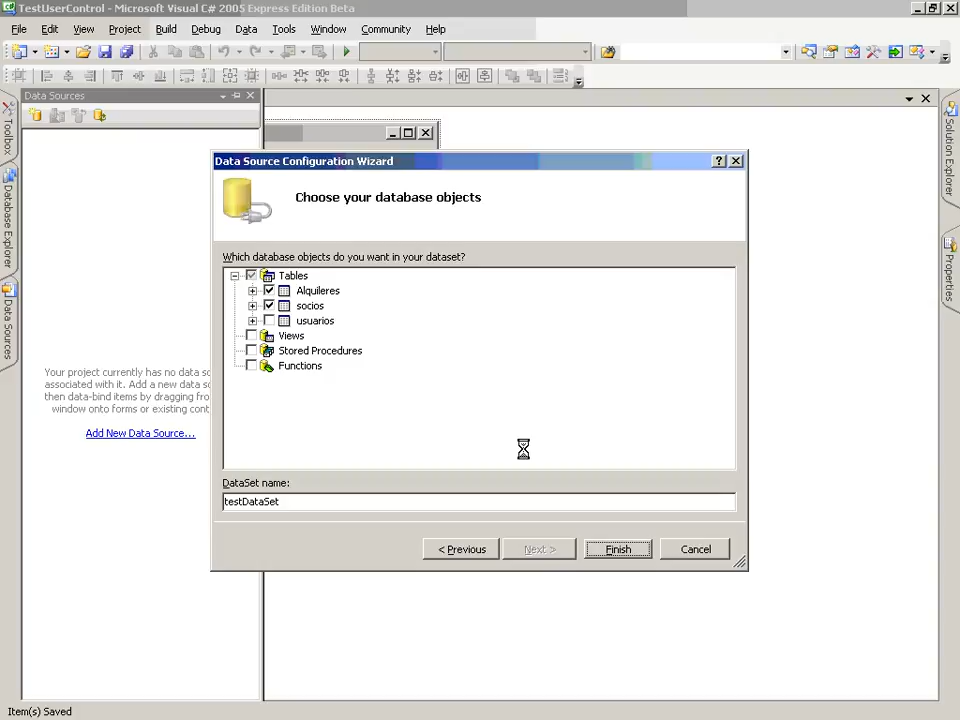 TestUserControl - Microsoft Visual C# 2005 Express Edition Beta
File Edit View Project Build Debug Data Tools Window Community Help
Data Sources
Toolbox
Database Explorer
Data Sources
Solution Explorer
Properties
Your project currently has no data so
associated with it. Add a new data s
then data-bind items by dragging fro
window onto forms or existing cont
Add New Data Source...
Data Source Configuration Wizard
Choose your database objects
Which database objects do you want in your dataset?
Tables
Alquileres
socios
usuarios
Views
Stored Procedures
Functions
DataSet name:
testDataSet
< Previous Next > Finish Cancel
Item(s) Saved